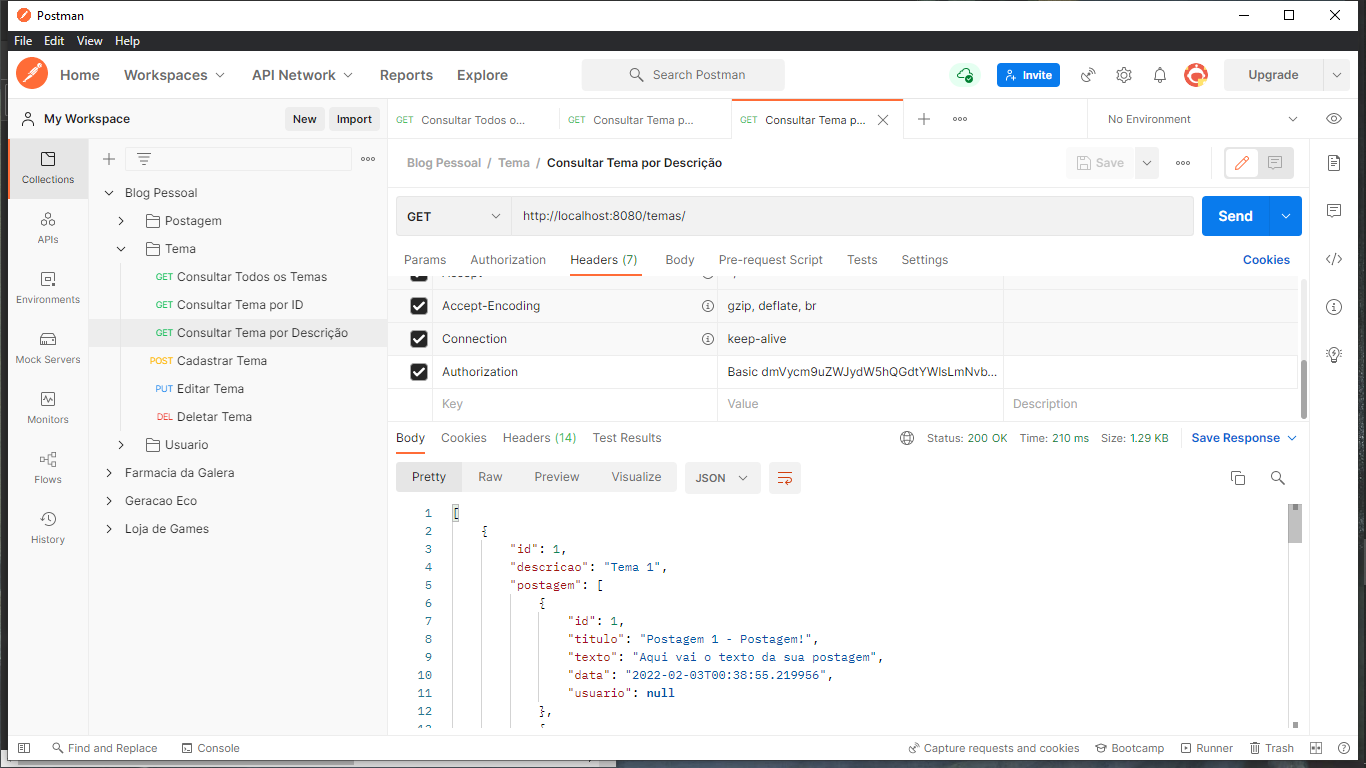 Postman
File Edit View Help
Home Workspaces API Network Reports Explore Search Postman Invite Upgrade
My Workspace New Import
GET Consultar Todos o... GET Consultar Tema p... GET Consultar Tema p... No Environment
Collections
APIs
Environments
Mock Servers
Monitors
Flows
History
Blog Pessoal
Postagem
Tema
GET Consultar Todos os Temas
GET Consultar Tema por ID
GET Consultar Tema por Descrição
POST Cadastrar Tema
PUT Editar Tema
DEL Deletar Tema
Usuario
Farmacia da Galera
Geracao Eco
Loja de Games
Blog Pessoal / Tema / Consultar Tema por Descrição Save
GET http://localhost:8080/temas/ Send
Params Authorization Headers (7) Body Pre-request Script Tests Settings Cookies
Accept-Encoding gzip, deflate, br
Connection keep-alive
Authorization Basic dmVycm9uZWJydW5hQGdtYWlsLmNvb...
Key Value Description
Body Cookies Headers (14) Test Results Status: 200 OK Time: 210 ms Size: 1.29 KB Save Response
Pretty Raw Preview Visualize JSON
1 [
2 {
3 "id": 1,
4 "descricao": "Tema 1",
5 "postagem": [
6 {
7 "id": 1,
8 "titulo": "Postagem 1 - Postagem!",
9 "texto": "Aqui vai o texto da sua postagem",
10 "data": "2022-02-03T00:38:55.219956",
11 "usuario": null
12 },
Find and Replace Console Capture requests and cookies Bootcamp Runner Trash